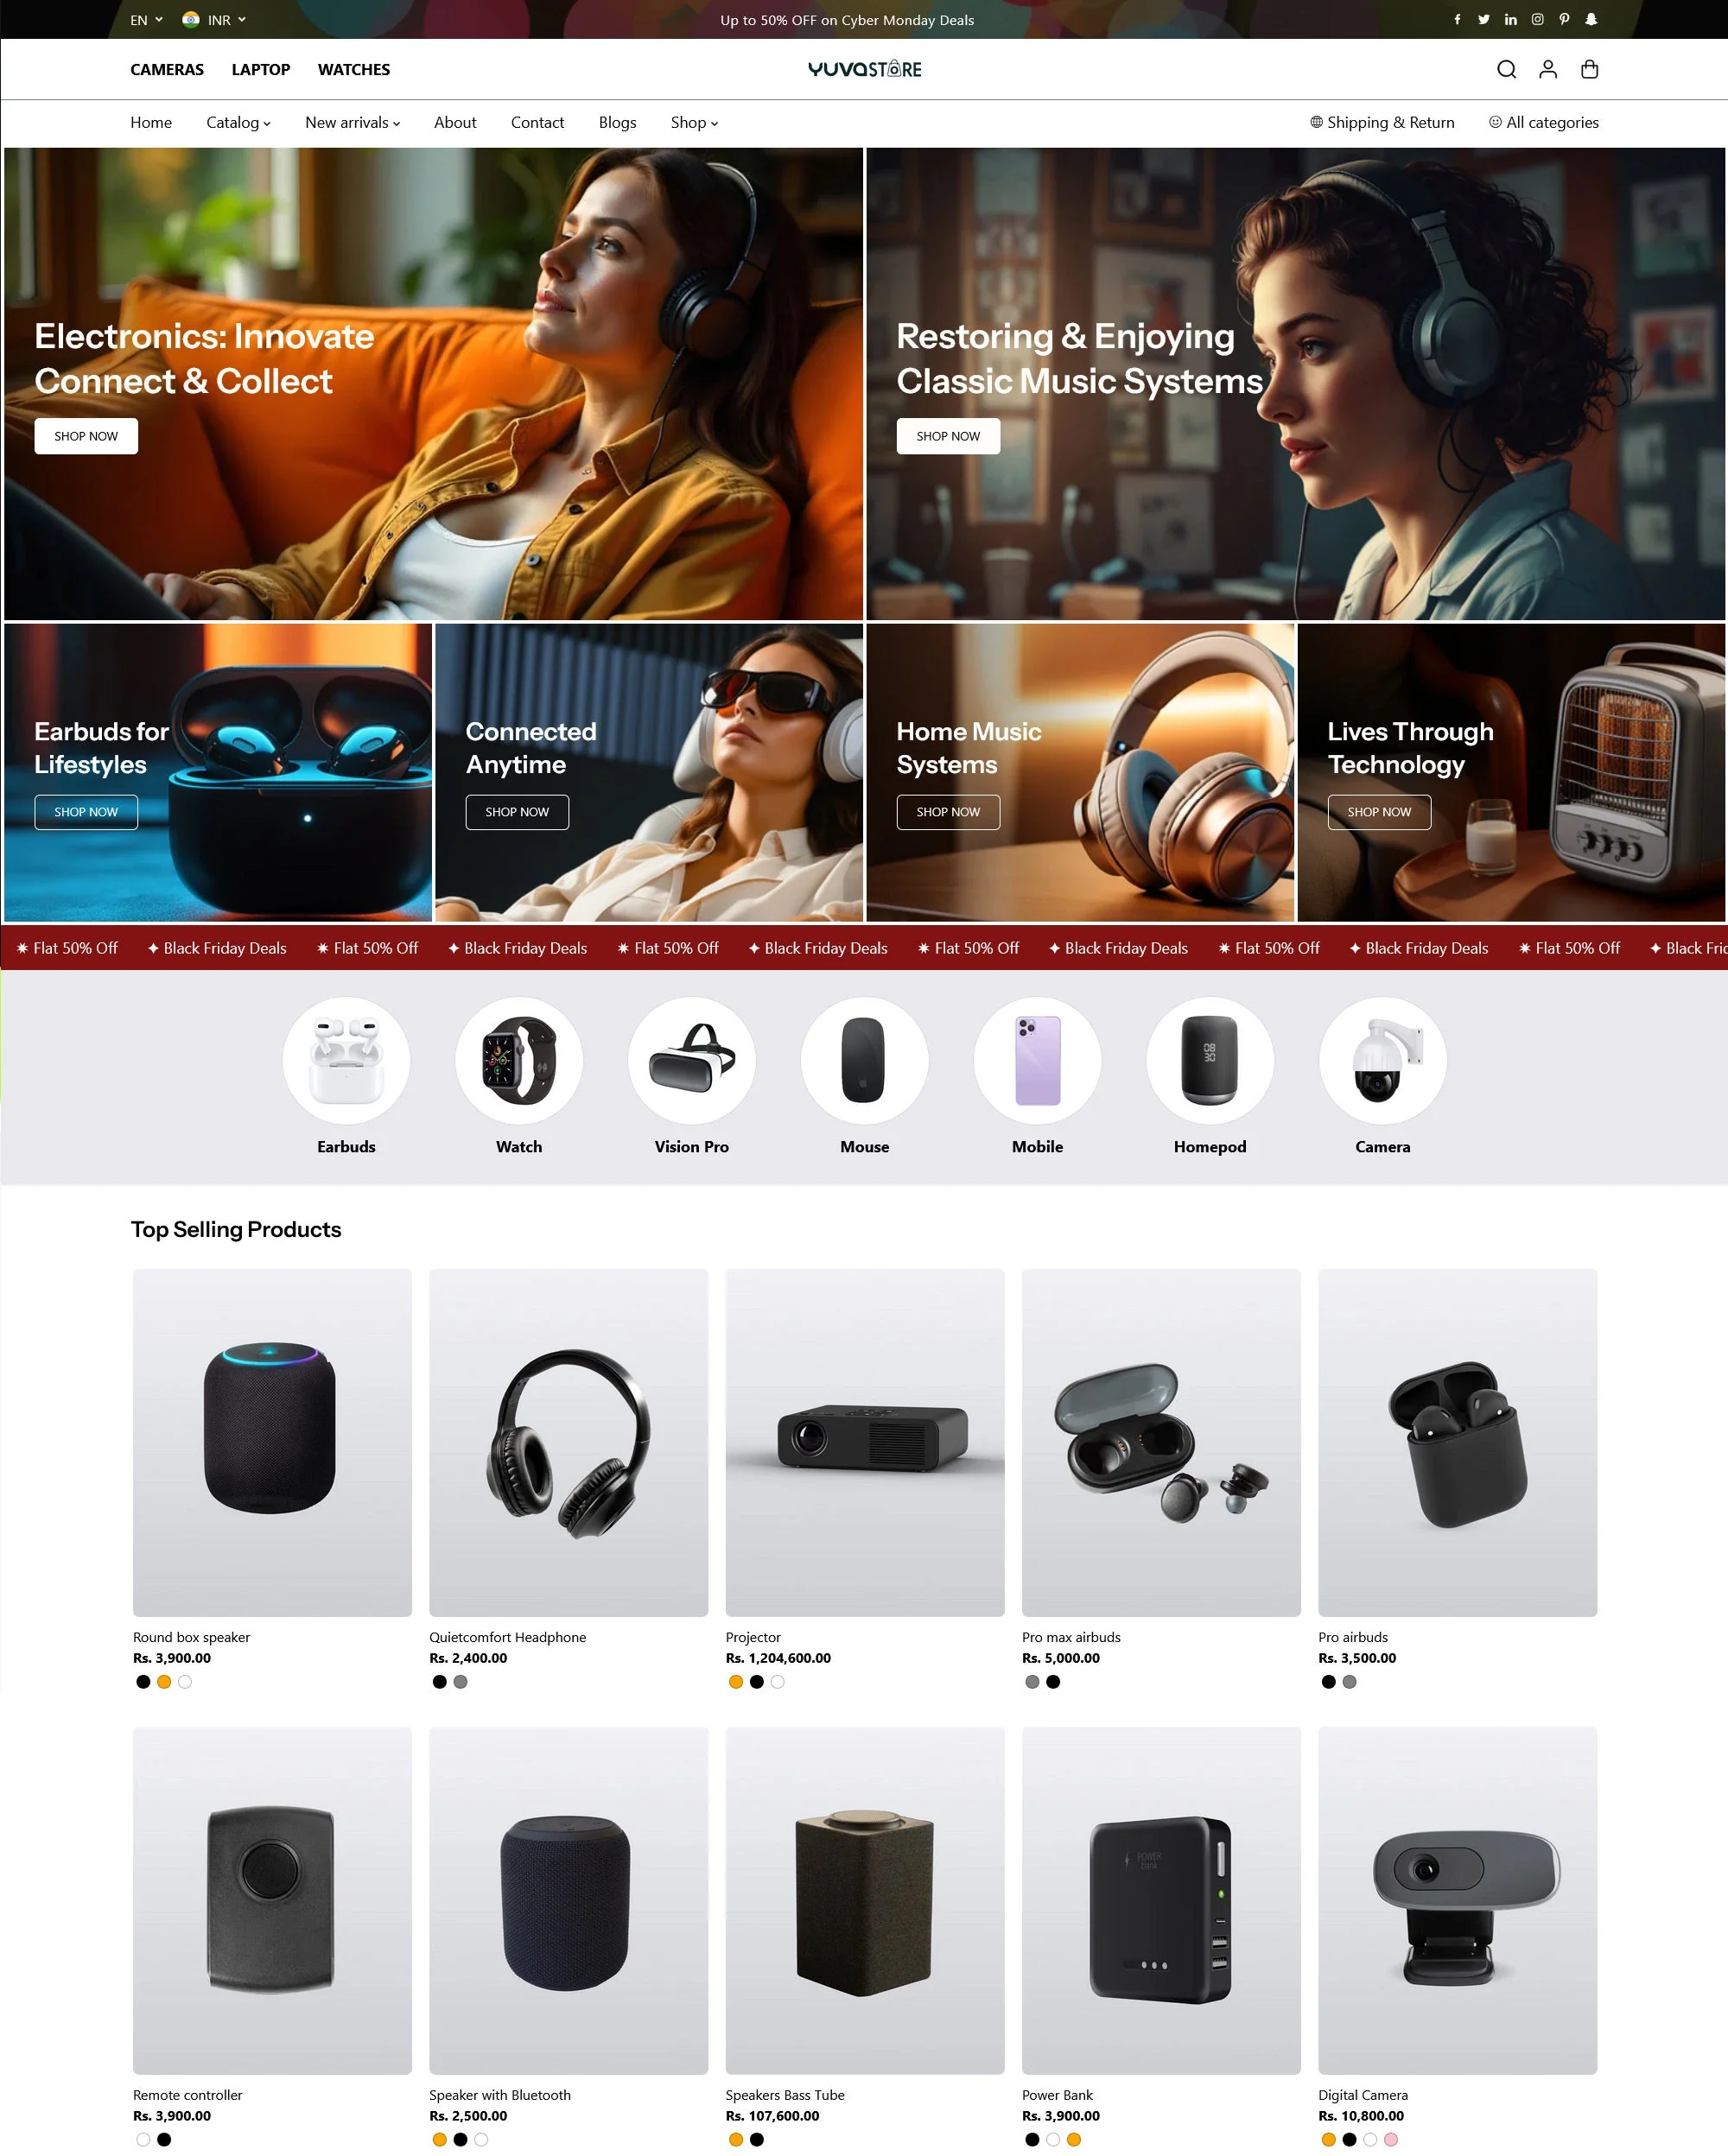 EN INR Up to 50% OFF on Cyber Monday Deals
CAMERAS LAPTOP WATCHES YUVASTORE
Home Catalog New arrivals About Contact Blogs Shop Shipping & Return All categories
Electronics: Innovate
Connect & Collect
SHOP NOW
Restoring & Enjoying
Classic Music Systems
SHOP NOW
Earbuds for
Lifestyles
SHOP NOW
Connected
Anytime
SHOP NOW
Home Music
Systems
SHOP NOW
Lives Through
Technology
SHOP NOW
✷ Flat 50% Off ✦ Black Friday Deals ✷ Flat 50% Off ✦ Black Friday Deals ✷ Flat 50% Off ✦ Black Friday Deals ✷ Flat 50% Off ✦ Black Friday Deals ✷ Flat 50% Off ✦ Black Friday Deals ✷ Flat 50% Off ✦ Black Frid
08
30
Earbuds Watch Vision Pro Mouse Mobile Homepod Camera
Top Selling Products
Round box speaker
Rs. 3,900.00
Quietcomfort Headphone
Rs. 2,400.00
Projector
Rs. 1,204,600.00
Pro max airbuds
Rs. 5,000.00
Pro airbuds
Rs. 3,500.00
POWER
bank
Remote controller
Rs. 3,900.00
Speaker with Bluetooth
Rs. 2,500.00
Speakers Bass Tube
Rs. 107,600.00
Power Bank
Rs. 3,900.00
Digital Camera
Rs. 10,800.00